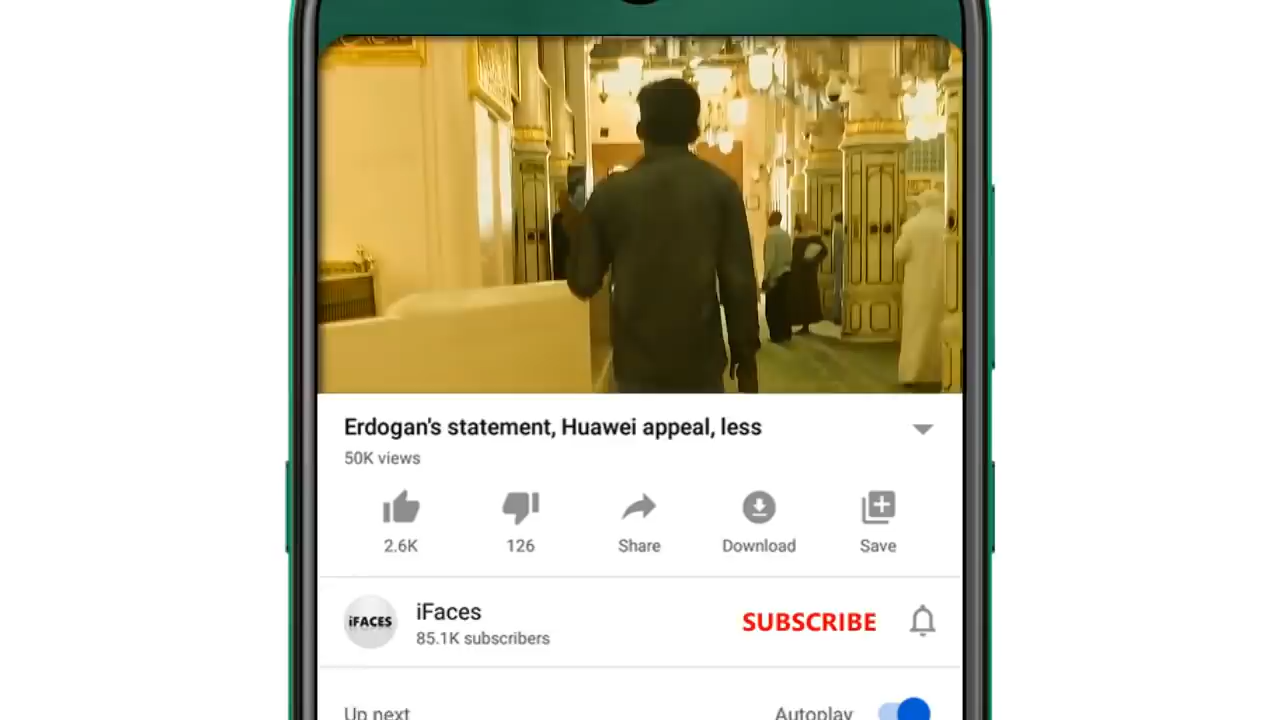 Erdogan's statement, Huawei appeal, less
50K views
2.6K
126
Share
Download
Save
iFACES
iFaces
85.1K subscribers
SUBSCRIBE
Up next
Autoplay